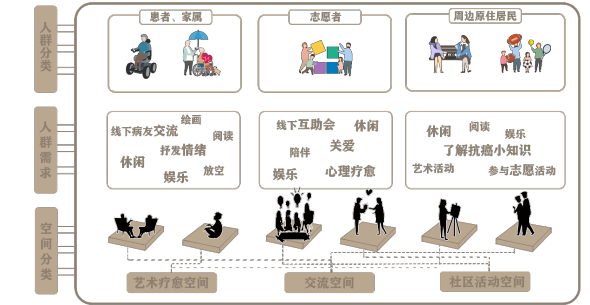 人群分类
患者、家属
志愿者
周边原住居民
人群需求
绘画
线下病友交流
阅读
抒发情绪
休闲
放空
娱乐
线下互助会
休闲
关爱
陪伴
娱乐
心理疗愈
休闲
阅读
娱乐
了解抗癌小知识
艺术活动
参与志愿活动
空间分类
艺术疗愈空间
交流空间
社区活动空间